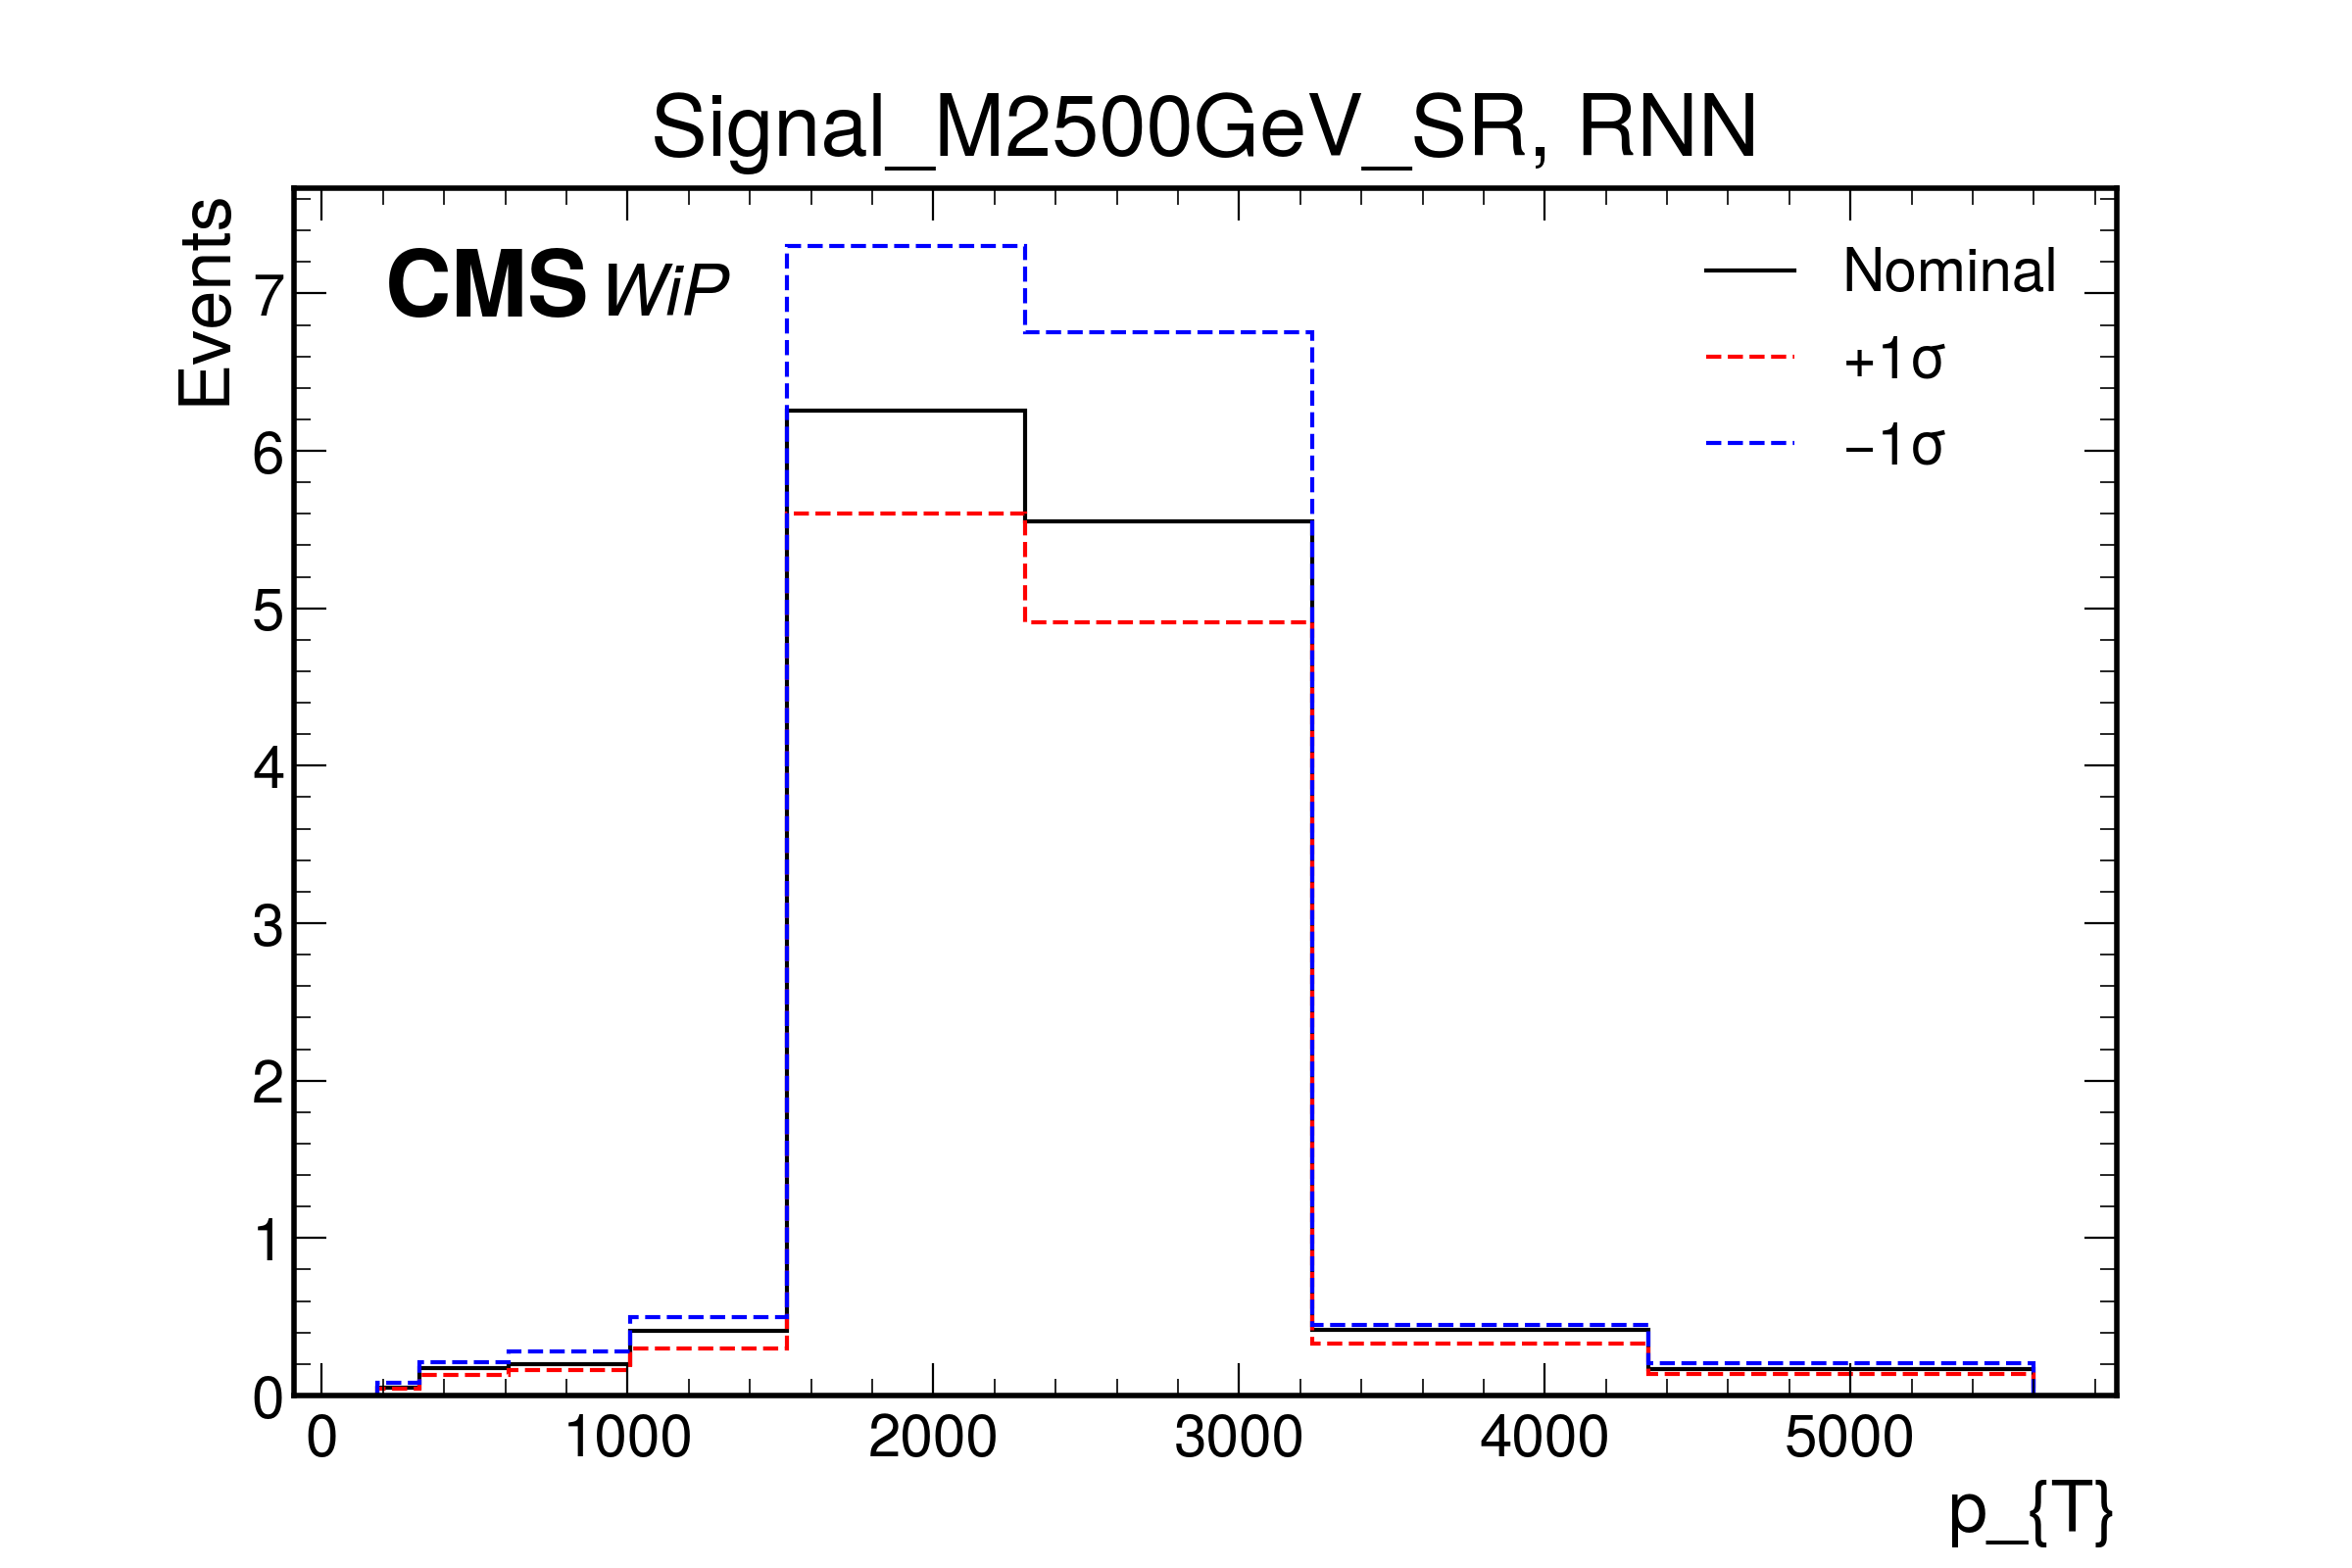 Signal_M2500GeV_SR, RNN
Events
CMS WiP
Nominal
+1σ
−1σ
7
6
5
4
3
2
1
0
0 1000 2000 3000 4000 5000
p_{T}